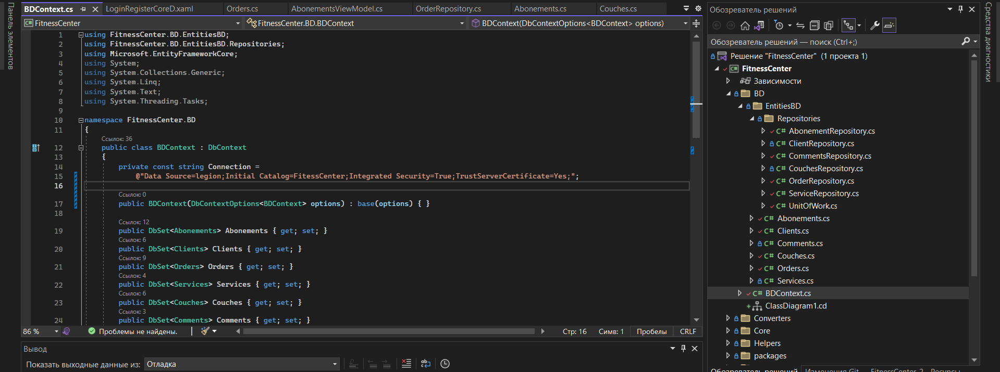 Панель элементов
BDContext.cs
LoginRegisterCoreD.xaml
Orders.cs
AbonementsViewModel.cs
OrderRepository.cs
Abonements.cs
Couches.cs
C# FitnessCenter
FitnessCenter.BD.BDContext
BDContext(DbContextOptions<BDContext> options)
1 using FitnessCenter.BD.EntitiesBD;
2 using FitnessCenter.BD.EntitiesBD.Repositories;
3 using Microsoft.EntityFrameworkCore;
4 using System;
5 using System.Collections.Generic;
6 using System.Linq;
7 using System.Text;
8 using System.Threading.Tasks;
9
10 namespace FitnessCenter.BD
11 {
Ссылок: 36
12 public class BDContext : DbContext
13 {
14 private const string Connection =
15 @"Data Source=legion;Initial Catalog=FitessCenter;Integrated Security=True;TrustServerCertificate=Yes;";
16
Ссылок: 0
17 public BDContext(DbContextOptions<BDContext> options) : base(options) { }
18
Ссылок: 12
19 public DbSet<Abonements> Abonements { get; set; }
Ссылок: 6
20 public DbSet<Clients> Clients { get; set; }
Ссылок: 9
21 public DbSet<Orders> Orders { get; set; }
Ссылок: 4
22 public DbSet<Services> Services { get; set; }
Ссылок: 6
23 public DbSet<Couches> Couches { get; set; }
Ссылок: 3
24 public DbSet<Comments> Comments { get; set; }
86 %
Проблемы не найдены.
Стр: 16
Симв: 1
Пробелы
CRLF
Вывод
Показать выходные данные из:
Отладка
Обозреватель решений
Обозреватель решений — поиск (Ctrl+;)
Решение "FitnessCenter" (1 проекта 1)
C# FitnessCenter
Зависимости
BD
EntitiesBD
Repositories
C# AbonementRepository.cs
C# ClientRepository.cs
C# CommentsRepository.cs
C# CouchesRepository.cs
C# OrderRepository.cs
C# ServiceRepository.cs
C# UnitOfWork.cs
C# Abonements.cs
C# Clients.cs
C# Comments.cs
C# Couches.cs
C# Orders.cs
C# Services.cs
C# BDContext.cs
ClassDiagram1.cd
Converters
Core
Helpers
packages
Обозреватель решений
Изменения Git
FitnessCenter_2
Ресурсы
Средства диагностики